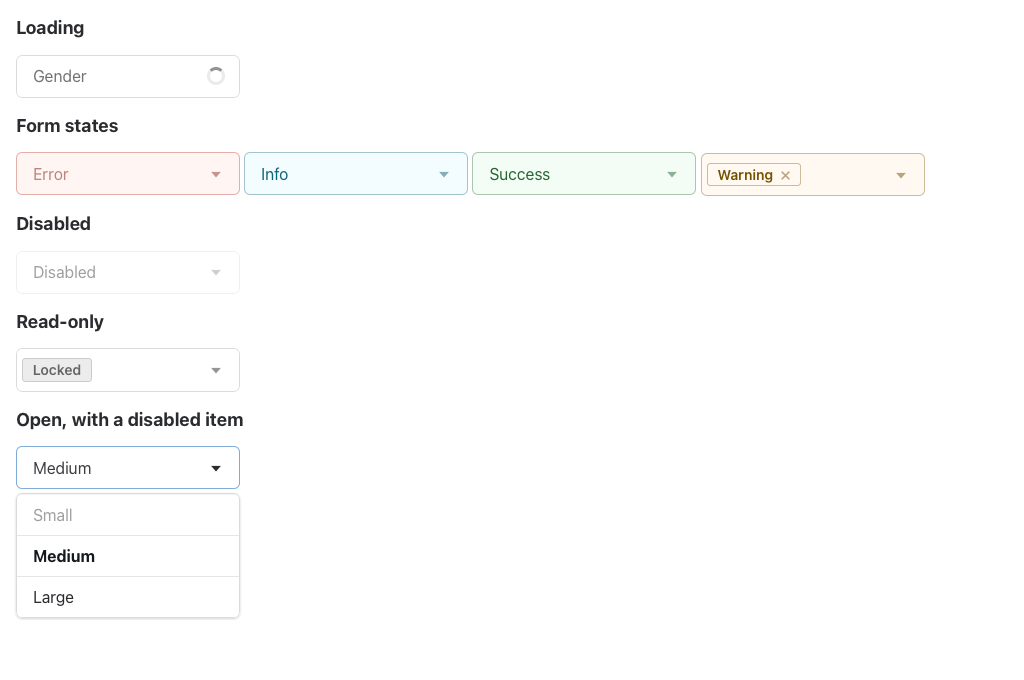 Loading
Gender
Form states
Error Info Success Warning
Disabled
Disabled
Read-only
Locked
Open, with a disabled item
Medium
Small
Medium
Large